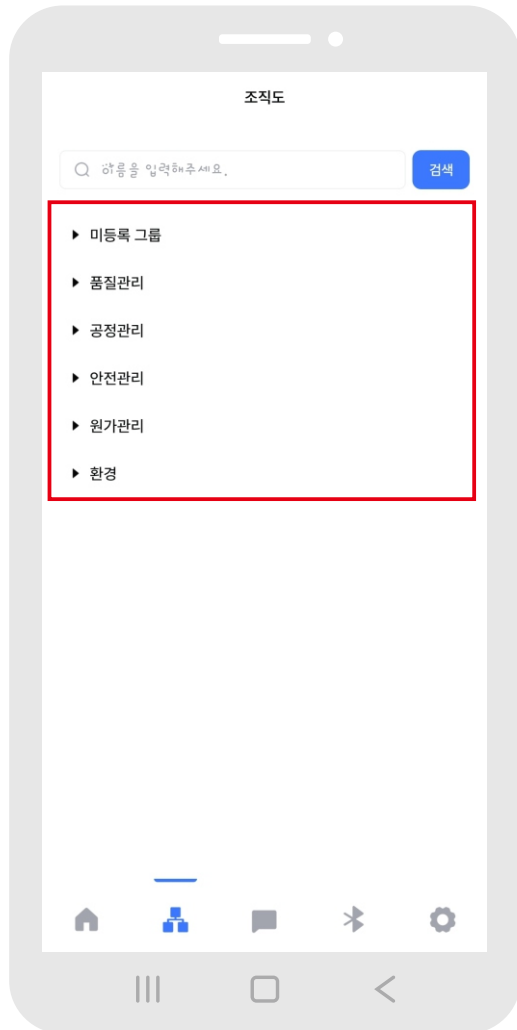 조직도
이름을 입력해주세요.
검색
미등록 그룹
품질관리
공정관리
안전관리
원가관리
환경